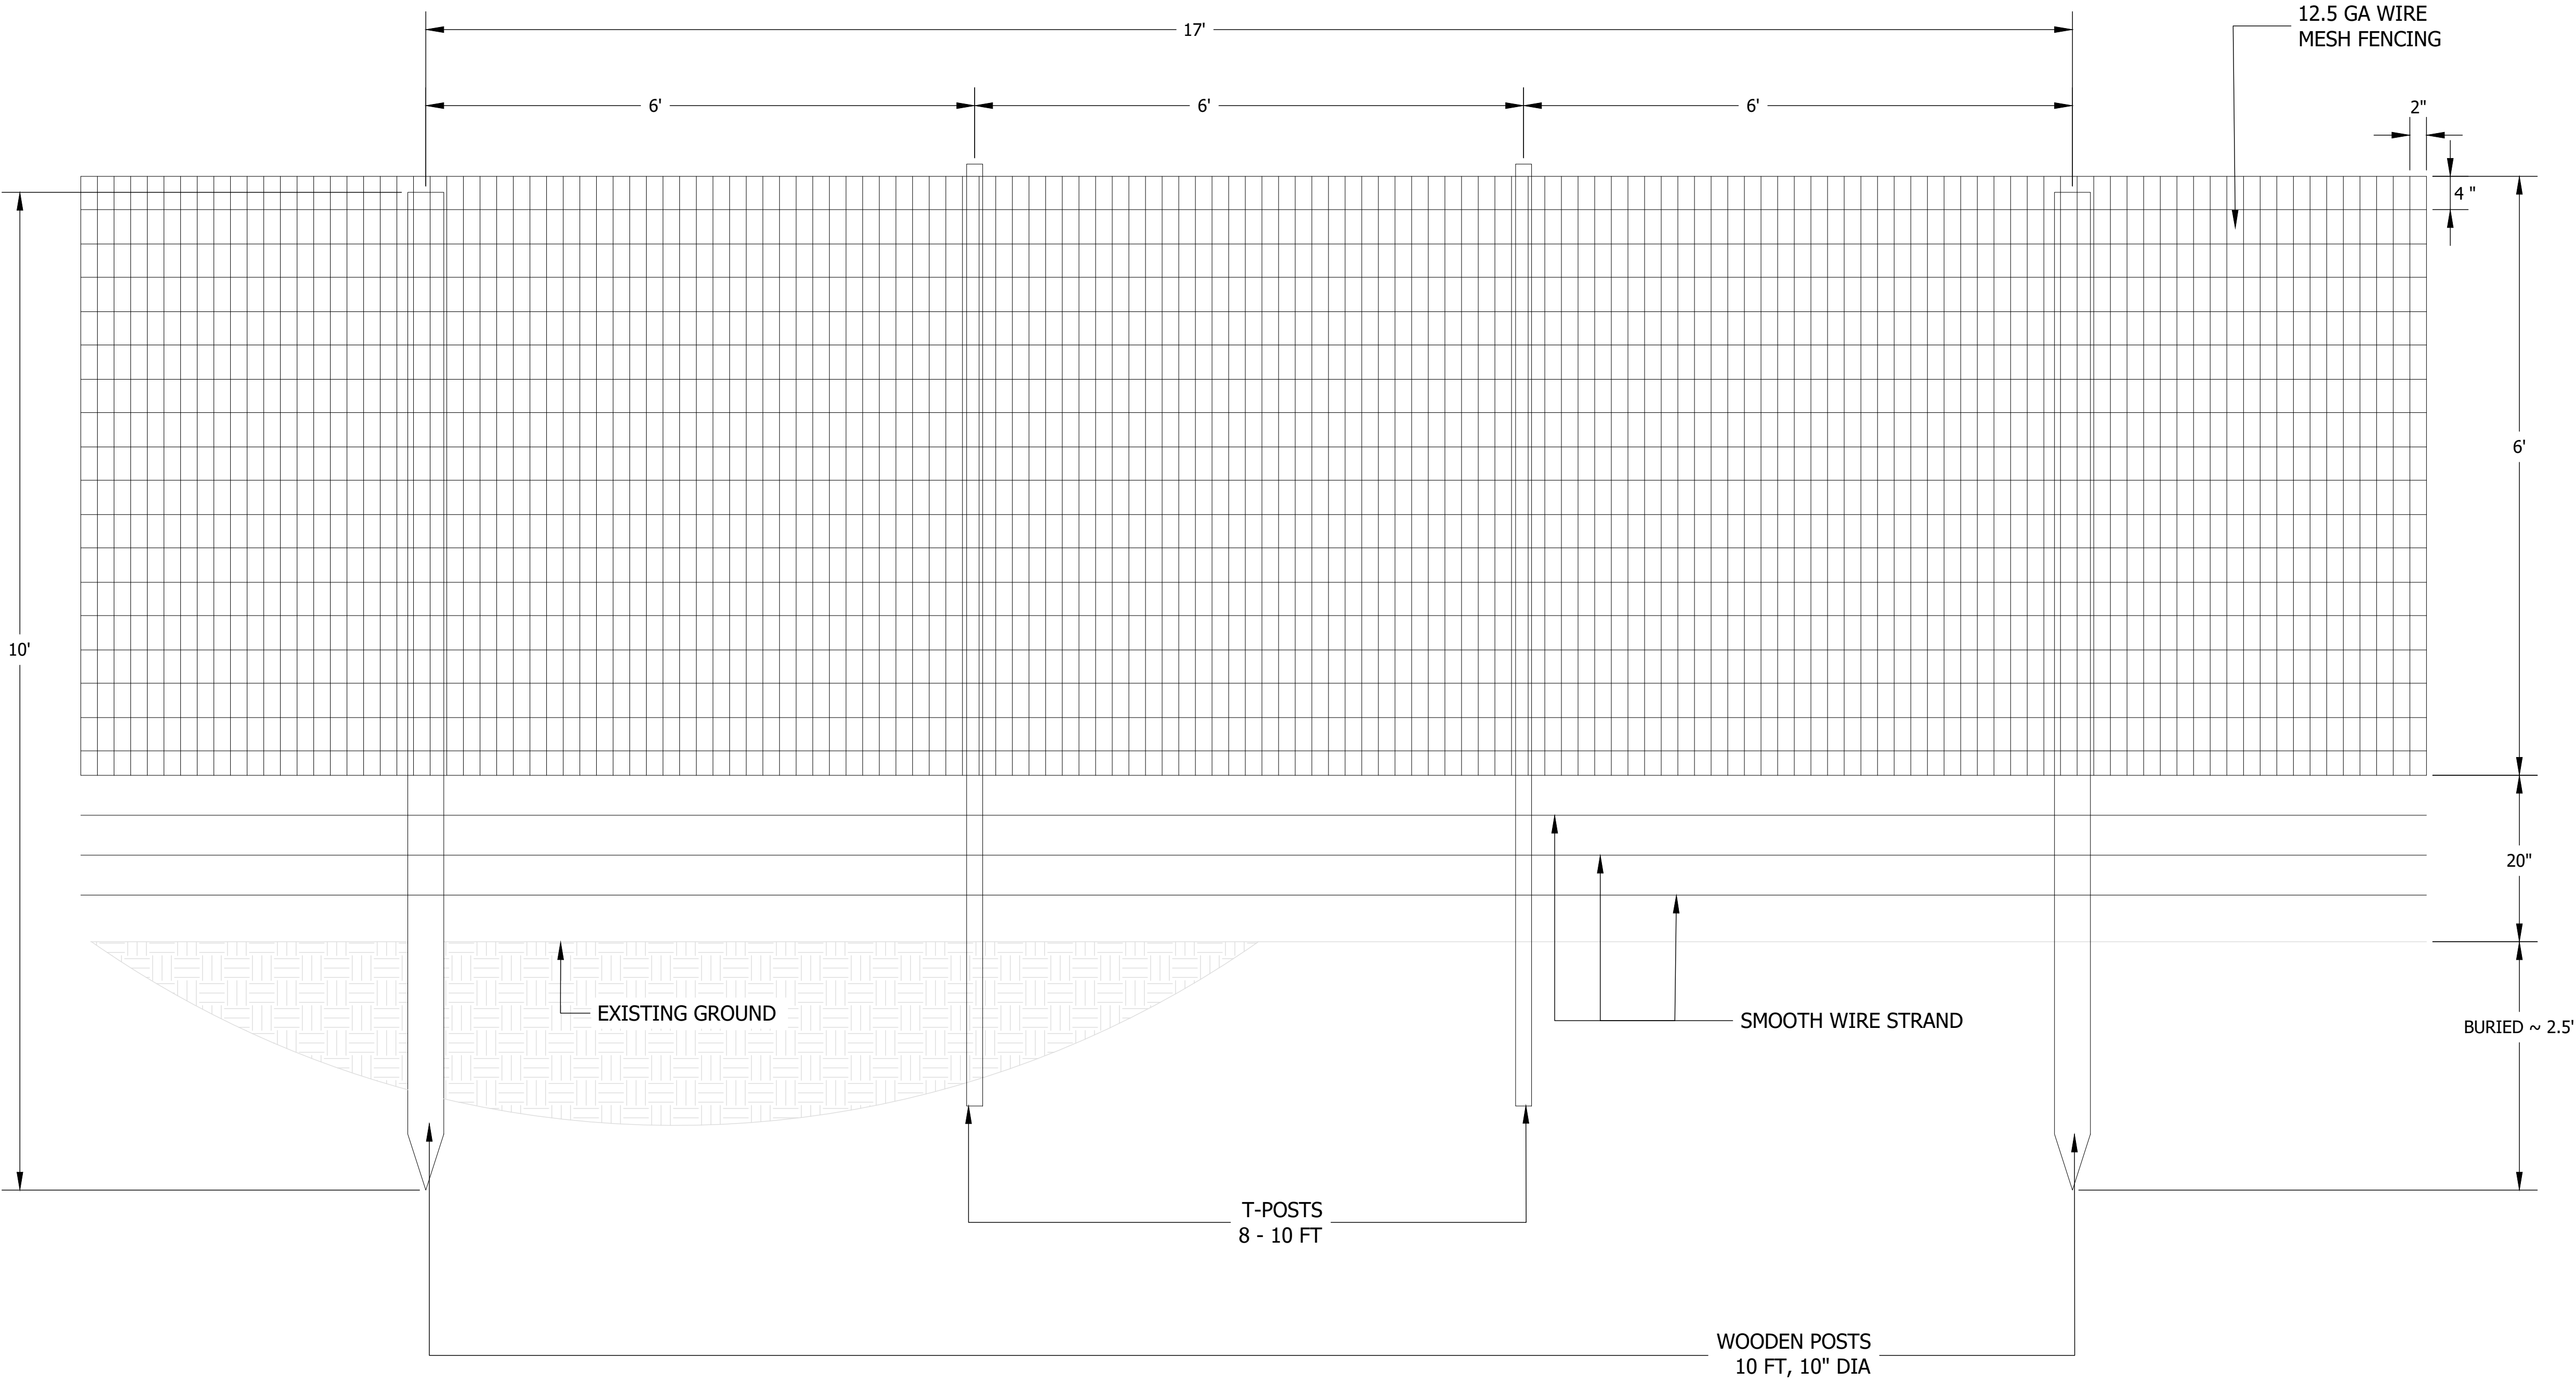 12.5 GA WIRE
MESH FENCING
17'
6'
6'
6'
2"
4 "
6'
10'
20"
EXISTING GROUND
SMOOTH WIRE STRAND
BURIED ~ 2.5'
T-POSTS
8 - 10 FT
WOODEN POSTS
10 FT, 10" DIA